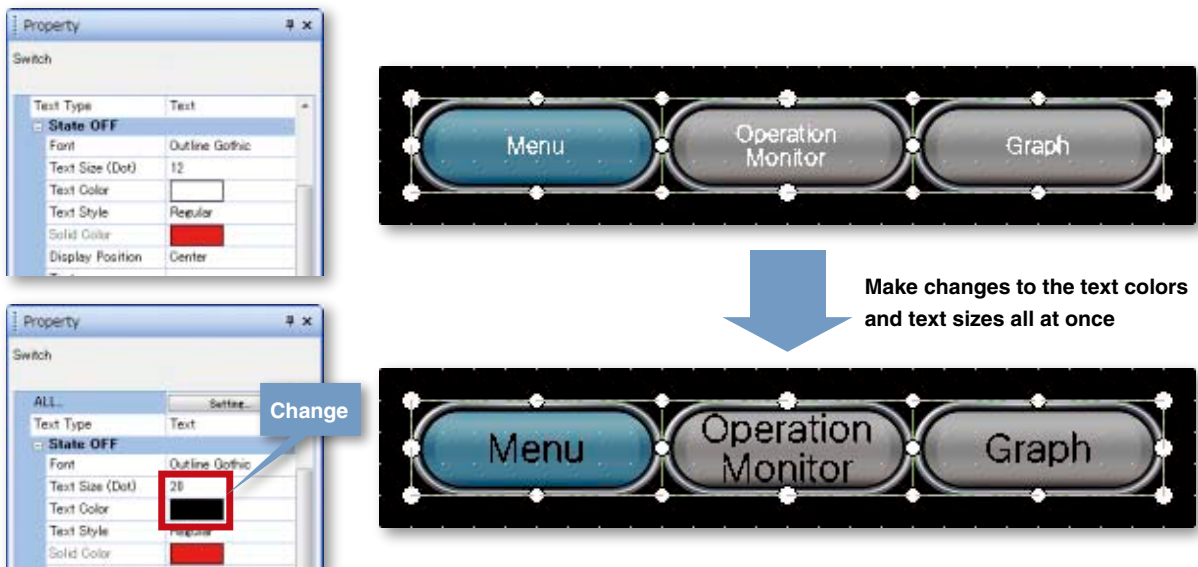 Property
Switch
Text Type Text
State OFF
Font Outline Gothic
Text Size (Dot) 12
Text Color
Text Style Regular
Solid Color
Display Position Center
Menu
Operation
Monitor
Graph
Make changes to the text colors
and text sizes all at once
Property
Switch
ALL... Setting...
Change
Text Type Text
State OFF
Font Outline Gothic
Text Size (Dot) 28
Text Color
Text Style Regular
Solid Color
Menu
Operation
Monitor
Graph